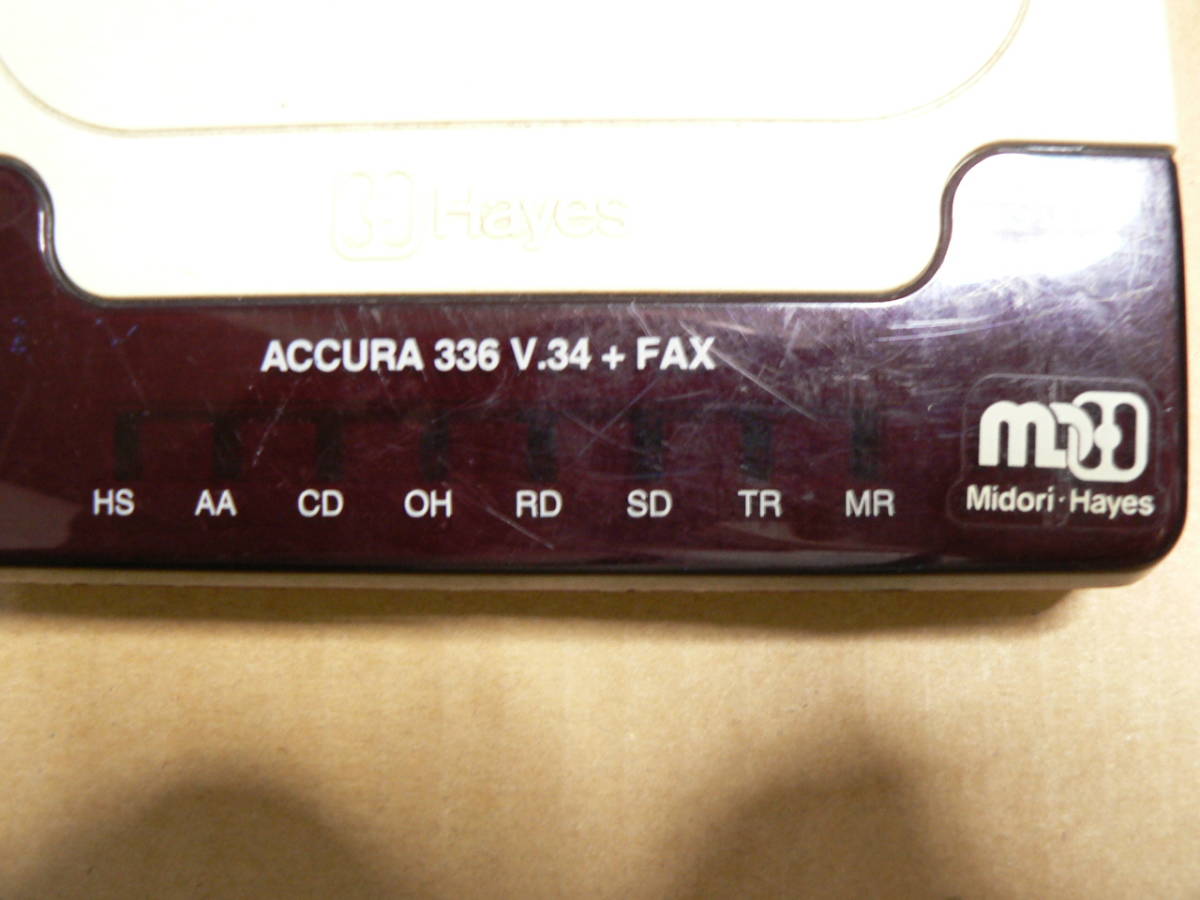 Hayes
ACCURA 336 V.34 + FAX
HS AA CD OH RD SD TR MR
Midori·Hayes